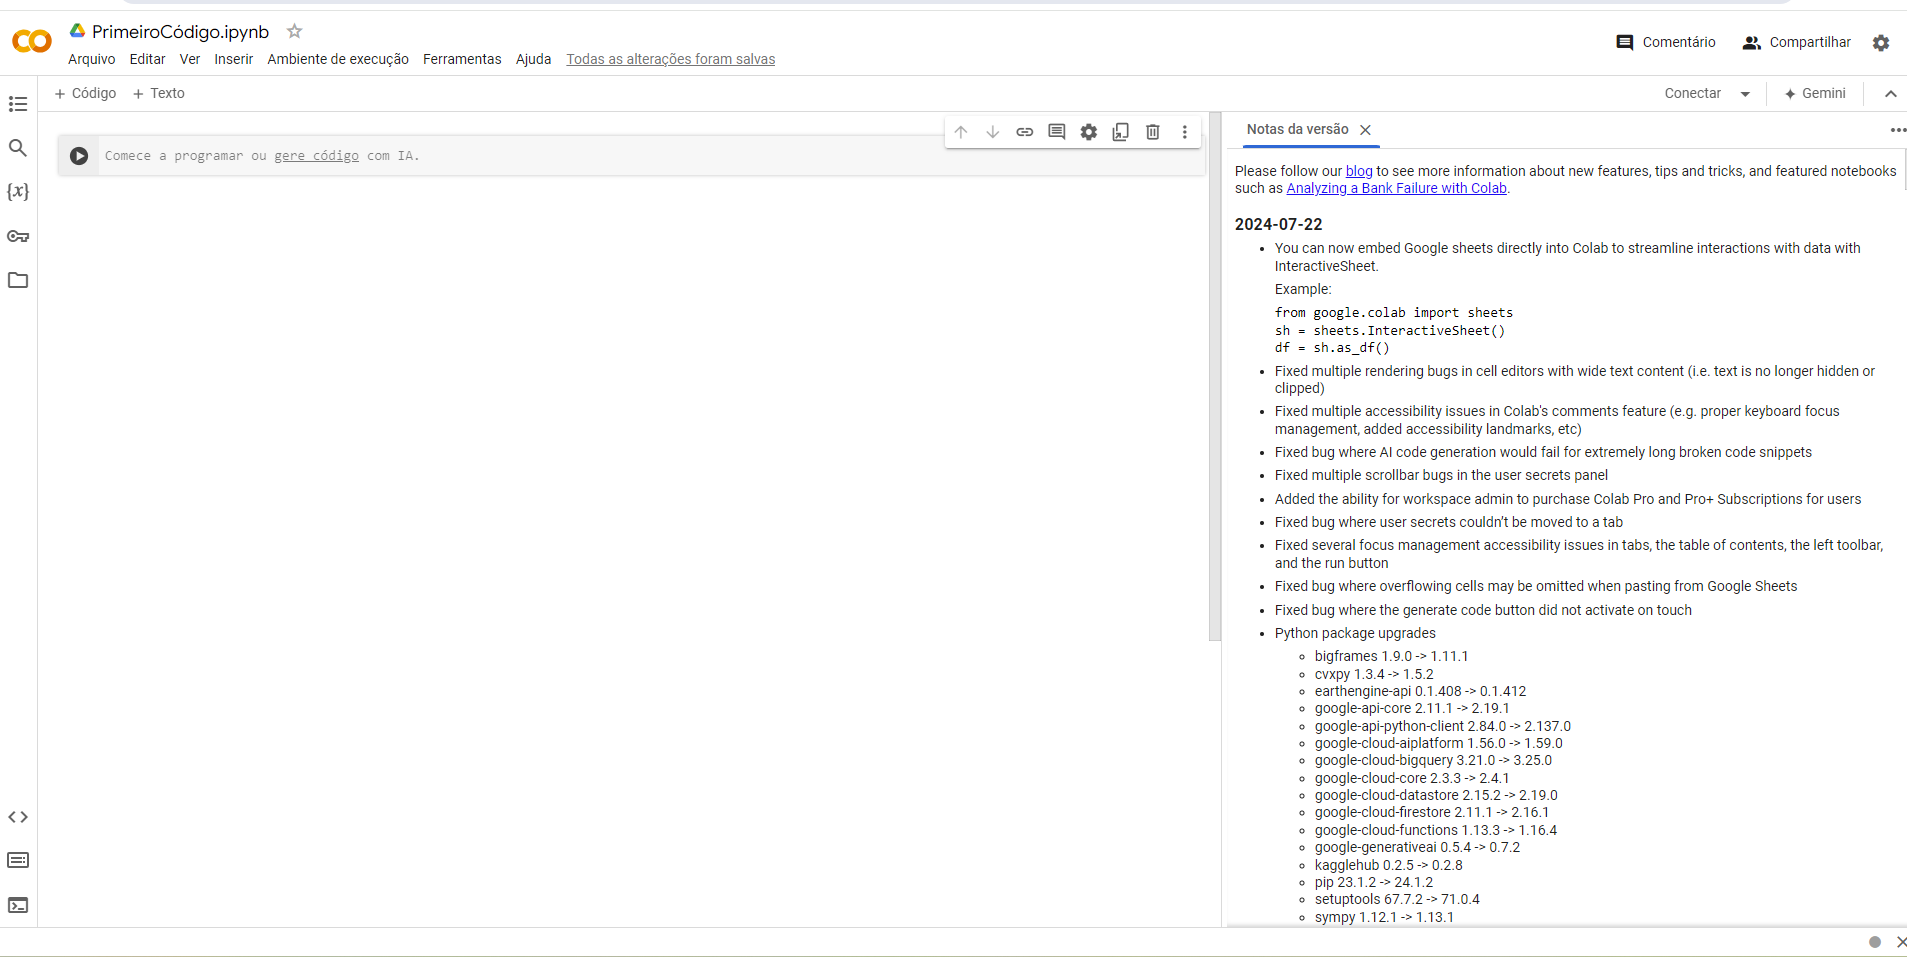 PrimeiroCódigo.ipynb
Arquivo Editar Ver Inserir Ambiente de execução Ferramentas Ajuda Todas as alterações foram salvas
Comentário Compartilhar
+ Código + Texto
Conectar Gemini
Comece a programar ou gere código com IA.
{x}
Notas da versão
Please follow our blog to see more information about new features, tips and tricks, and featured notebooks
such as Analyzing a Bank Failure with Colab.
2024-07-22
• You can now embed Google sheets directly into Colab to streamline interactions with data with
InteractiveSheet.
Example:
from google.colab import sheets
sh = sheets.InteractiveSheet()
df = sh.as_df()
• Fixed multiple rendering bugs in cell editors with wide text content (i.e. text is no longer hidden or
clipped)
• Fixed multiple accessibility issues in Colab's comments feature (e.g. proper keyboard focus
management, added accessibility landmarks, etc)
• Fixed bug where AI code generation would fail for extremely long broken code snippets
• Fixed multiple scrollbar bugs in the user secrets panel
• Added the ability for workspace admin to purchase Colab Pro and Pro+ Subscriptions for users
• Fixed bug where user secrets couldn’t be moved to a tab
• Fixed several focus management accessibility issues in tabs, the table of contents, the left toolbar,
and the run button
• Fixed bug where overflowing cells may be omitted when pasting from Google Sheets
• Fixed bug where the generate code button did not activate on touch
• Python package upgrades
◦ bigframes 1.9.0 -> 1.11.1
◦ cvxpy 1.3.4 -> 1.5.2
◦ earthengine-api 0.1.408 -> 0.1.412
◦ google-api-core 2.11.1 -> 2.19.1
◦ google-api-python-client 2.84.0 -> 2.137.0
◦ google-cloud-aiplatform 1.56.0 -> 1.59.0
◦ google-cloud-bigquery 3.21.0 -> 3.25.0
◦ google-cloud-core 2.3.3 -> 2.4.1
◦ google-cloud-datastore 2.15.2 -> 2.19.0
◦ google-cloud-firestore 2.11.1 -> 2.16.1
◦ google-cloud-functions 1.13.3 -> 1.16.4
◦ google-generativeai 0.5.4 -> 0.7.2
◦ kagglehub 0.2.5 -> 0.2.8
◦ pip 23.1.2 -> 24.1.2
◦ setuptools 67.7.2 -> 71.0.4
◦ sympy 1.12.1 -> 1.13.1